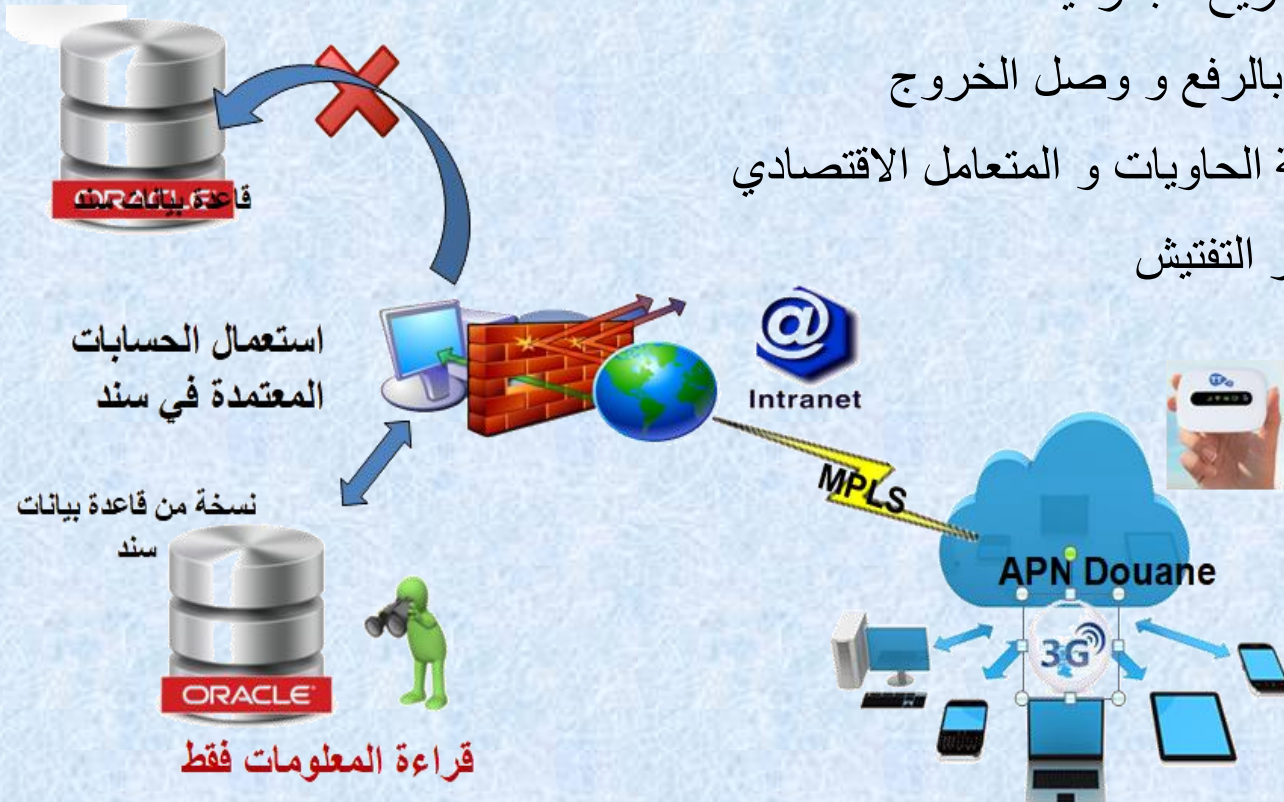 بالرفع و وصل الخروج
الحاويات و المتعامل الاقتصادي
التفتيش
ORACLE
قاعدة بيانات سند
استعمال الحسابات
المعتمدة في سند
Intranet
MPLS
نسخة من قاعدة بيانات
سند
APN Douane
3G
ORACLE
قراءة المعلومات فقط